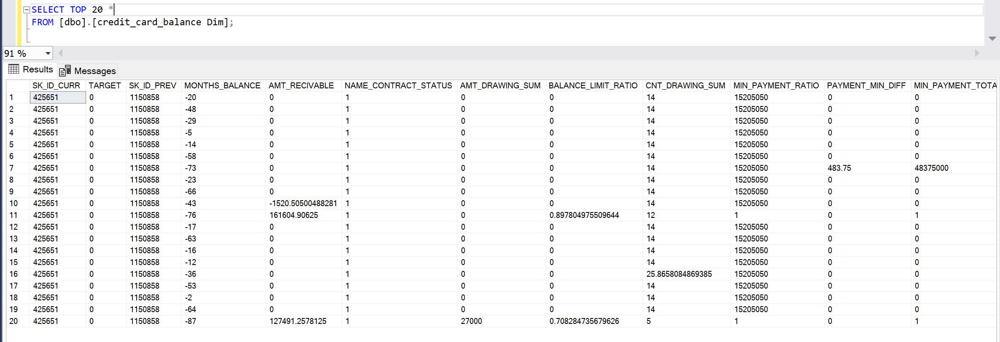 SELECT TOP 20 *
FROM [dbo].[credit_card_balance Dim];
91 %
Results Messages
SK_ID_CURR TARGET SK_ID_PREV MONTHS_BALANCE AMT_RECIVABLE NAME_CONTRACT_STATUS AMT_DRAWING_SUM BALANCE_LIMIT_RATIO CNT_DRAWING_SUM MIN_PAYMENT_RATIO PAYMENT_MIN_DIFF MIN_PAYMENT_TOTA
1 425651 0 1150858 -20 0 1 0 0 14 15205050 0 0
2 425651 0 1150858 -48 0 1 0 0 14 15205050 0 0
3 425651 0 1150858 -29 0 1 0 0 14 15205050 0 0
4 425651 0 1150858 -5 0 1 0 0 14 15205050 0 0
5 425651 0 1150858 -14 0 1 0 0 14 15205050 0 0
6 425651 0 1150858 -58 0 1 0 0 14 15205050 0 0
7 425651 0 1150858 -73 0 1 0 0 14 15205050 483.75 48375000
8 425651 0 1150858 -23 0 1 0 0 14 15205050 0 0
9 425651 0 1150858 -66 0 1 0 0 14 15205050 0 0
10 425651 0 1150858 -43 -1520.50500488281 1 0 0 14 15205050 0 0
11 425651 0 1150858 -76 161604.90625 1 0 0.897804975509644 12 1 0 1
12 425651 0 1150858 -17 0 1 0 0 14 15205050 0 0
13 425651 0 1150858 -63 0 1 0 0 14 15205050 0 0
14 425651 0 1150858 -16 0 1 0 0 14 15205050 0 0
15 425651 0 1150858 -12 0 1 0 0 14 15205050 0 0
16 425651 0 1150858 -36 0 1 0 0 25.8658084869385 15205050 0 0
17 425651 0 1150858 -53 0 1 0 0 14 15205050 0 0
18 425651 0 1150858 -2 0 1 0 0 14 15205050 0 0
19 425651 0 1150858 -64 0 1 0 0 14 15205050 0 0
20 425651 0 1150858 -87 127491.2578125 1 27000 0.708284735679626 5 1 0 1